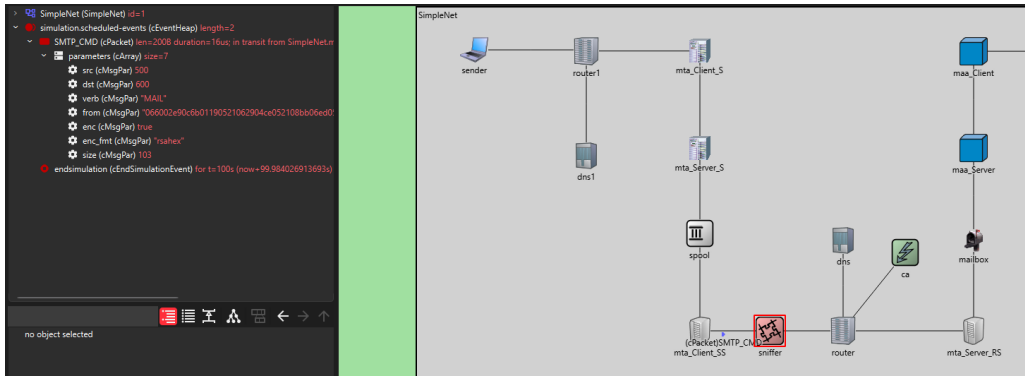 SimpleNet (SimpleNet) id=1
simulation.scheduled-events (cEventHeap) length=2
SMTP_CMD (cPacket) len=2008 duration=16us; in transit from SimpleNet.m
parameters (cArray) size=7
src (cMsgPar) 500
dst (cMsgPar) 600
verb (cMsgPar) "MAIL"
from (cMsgPar) "066002e90c6b01190521062904ce052108bb06ed05
enc (cMsgPar) true
enc_fmt (cMsgPar) "rsahex"
size (cMsgPar) 103
endsimulation (cEndSimulationEvent) for t=100s (now+99.984026913693s)
no object selected
SimpleNet
sender
router1
mta_Client_S
maa_Client
dns1
mta_Server_S
maa_Server
spool
dns
ca
mailbox
(cPacket)SMTP_CMD
mta_Client_SS
sniffer
router
mta_Server_RS